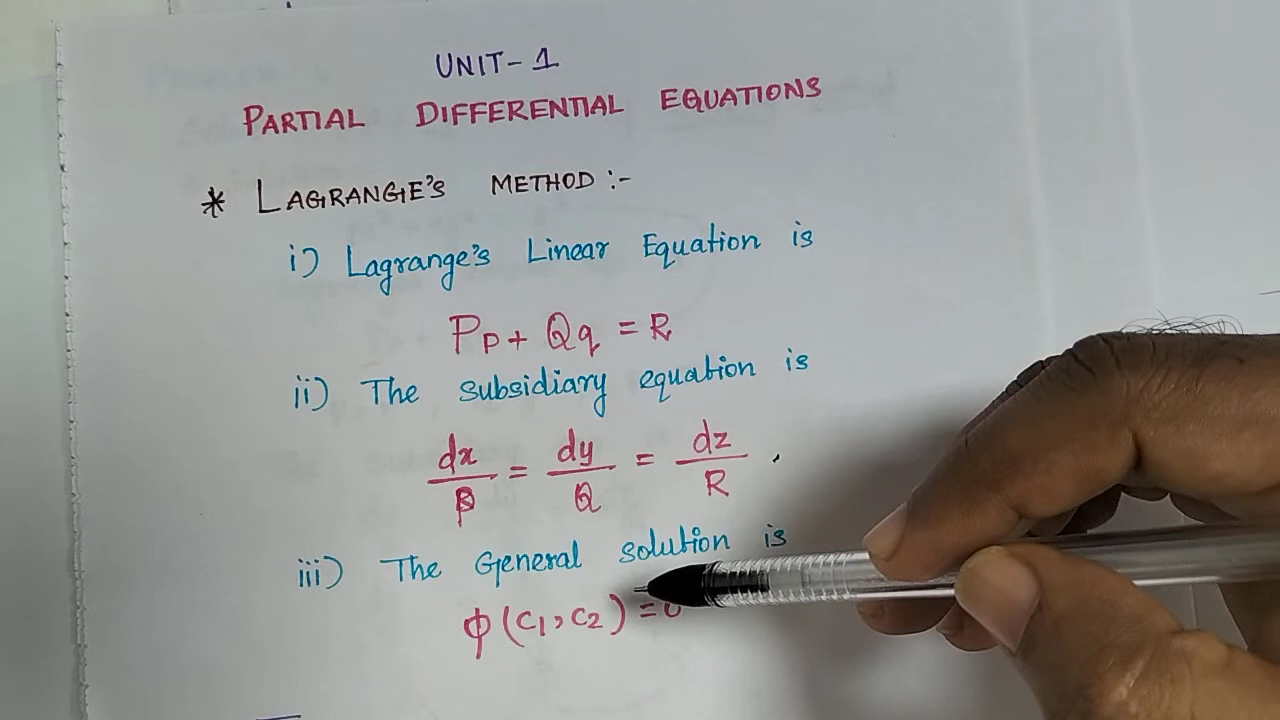 UNIT-1
PARTIAL DIFFERENTIAL EQUATIONS
* LAGRANGE'S METHOD :-
i) Lagrange's Linear Equation is
Pp + Qq = R
ii) The subsidiary equation is
dx/P = dy/Q = dz/R .
iii) The General solution is
ϕ(c1, c2) = 0